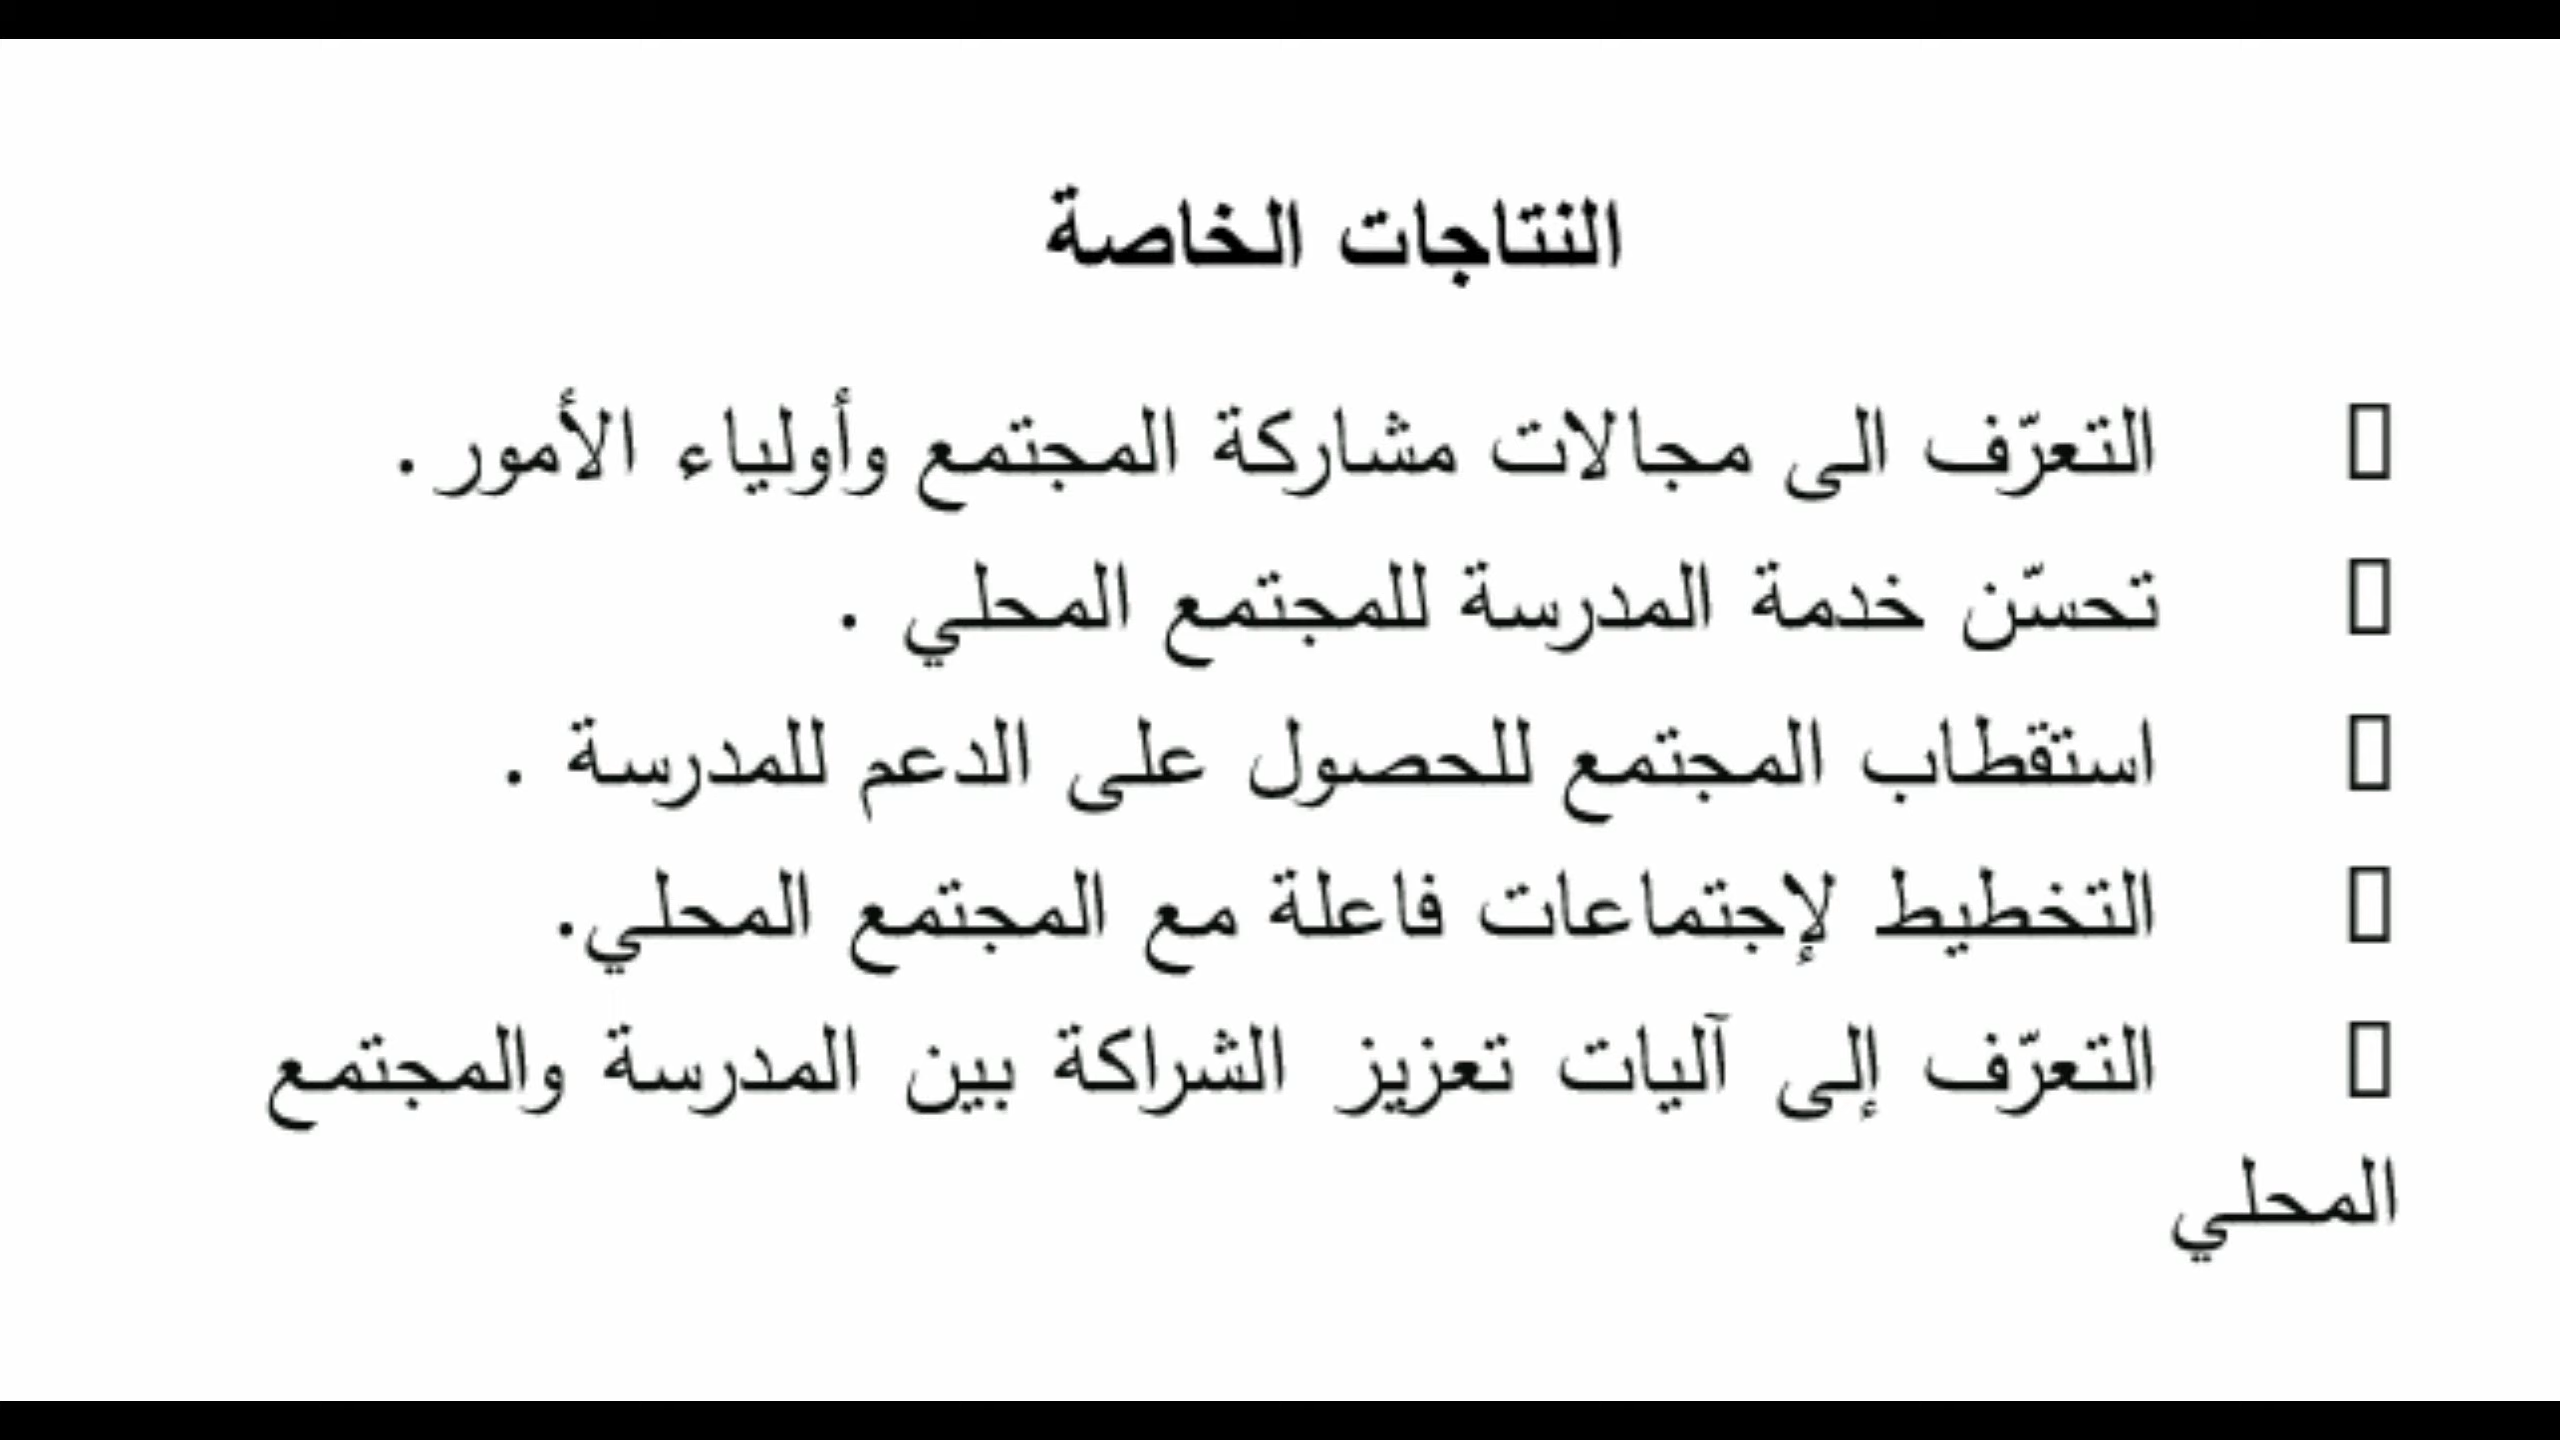 النتاجات الخاصة
التعرّف الى مجالات مشاركة المجتمع وأولياء الأمور .
تحسّن خدمة المدرسة للمجتمع المحلي .
استقطاب المجتمع للحصول على الدعم للمدرسة .
التخطيط لإجتماعات فاعلة مع المجتمع المحلي.
التعرّف إلى آليات تعزيز الشراكة بين المدرسة والمجتمع
المحلي